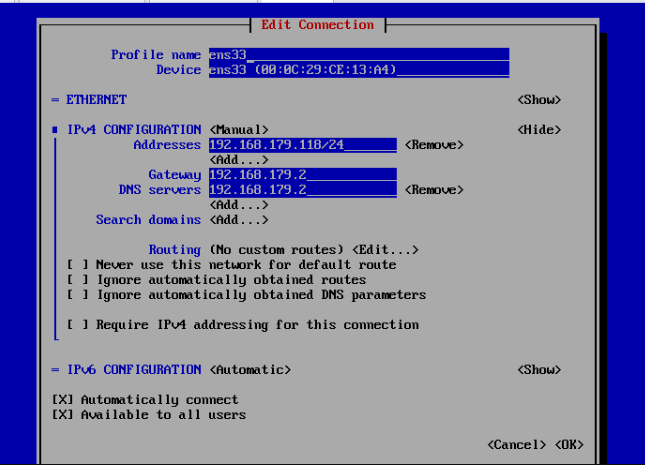 Edit Connection
Profile name ens33
Device ens33 (00:0C:29:CE:13:A4)
= ETHERNET <Show>
IPv4 CONFIGURATION <Manual> <Hide>
Addresses 192.168.179.118/24 <Remove>
<Add...>
Gateway 192.168.179.2
DNS servers 192.168.179.2 <Remove>
<Add...>
Search domains <Add...>
Routing (No custom routes) <Edit...>
[ ] Never use this network for default route
[ ] Ignore automatically obtained routes
[ ] Ignore automatically obtained DNS parameters
[ ] Require IPv4 addressing for this connection
= IPv6 CONFIGURATION <Automatic> <Show>
[X] Automatically connect
[X] Available to all users
<Cancel> <OK>